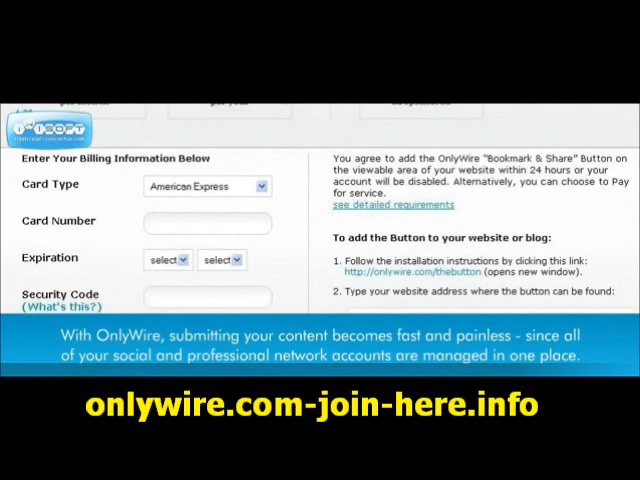 Enter Your Billing Information Below
Card Type
American Express
Card Number
Expiration
select
select
Security Code
(What's this?)
You agree to add the OnlyWire "Bookmark & Share" Button on
the viewable area of your website within 24 hours or your
account will be disabled. Alternatively, you can choose to Pay
for service.
see detailed requirements
To add the Button to your website or blog:
1. Follow the installation instructions by clicking this link:
http://onlywire.com/thebutton (opens new window).
2. Type your website address where the button can be found:
With OnlyWire, submitting your content becomes fast and painless - since all
of your social and professional network accounts are managed in one place.
onlywire.com-join-here.info